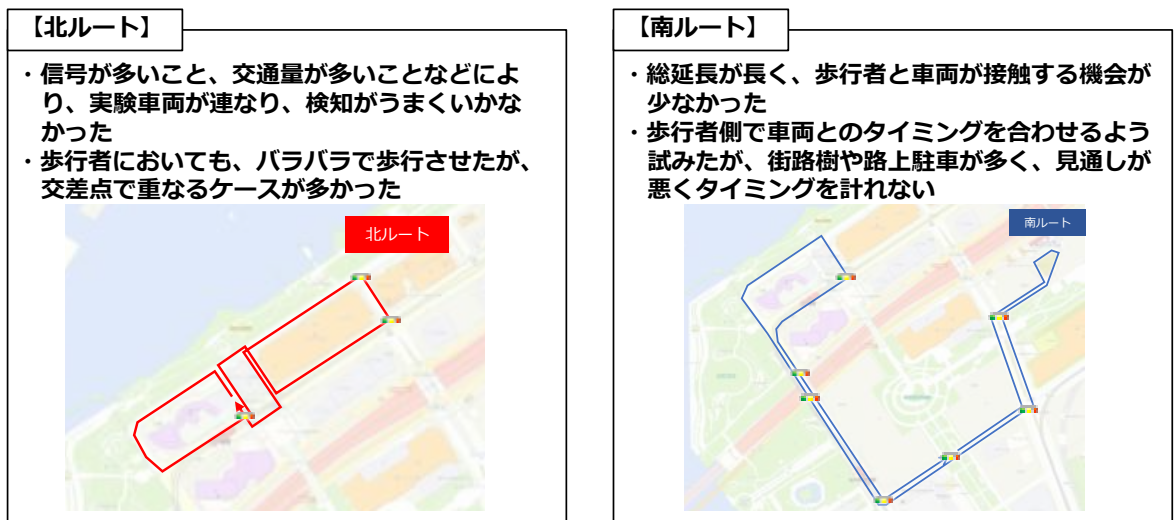 【北ルート】
・信号が多いこと、交通量が多いことなどによ
り、実験車両が連なり、検知がうまくいかな
かった
・歩行者においても、バラバラで歩行させたが、
交差点で重なるケースが多かった
北ルート
【南ルート】
・総延長が長く、歩行者と車両が接触する機会が
少なかった
・歩行者側で車両とのタイミングを合わせるよう
試みたが、街路樹や路上駐車が多く、見通しが
悪くタイミングを計れない
南ルート